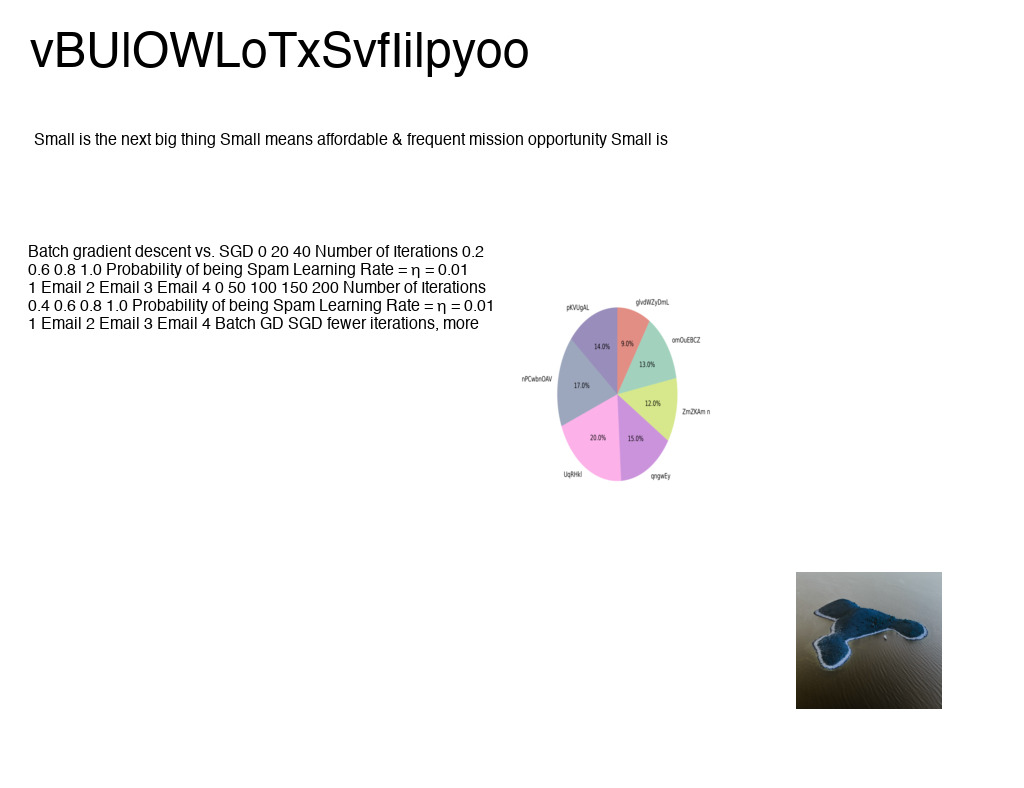 vBUlOWLoTxSvfIilpyoo
Small is the next big thing Small means affordable & frequent mission opportunity Small is
Batch gradient descent vs. SGD 0 20 40 Number of Iterations 0.2
0.6 0.8 1.0 Probability of being Spam Learning Rate = η = 0.01
1 Email 2 Email 3 Email 4 0 50 100 150 200 Number of Iterations
0.4 0.6 0.8 1.0 Probability of being Spam Learning Rate = η = 0.01
1 Email 2 Email 3 Email 4 Batch GD SGD fewer iterations, more
pKVUgAL
glvdWZyDmL
omOuEBCZ
nPCwbnOAV
ZmZKAm n
UqRHkl
qngwEy
14.0%
9.0%
13.0%
17.0%
12.0%
20.0%
15.0%